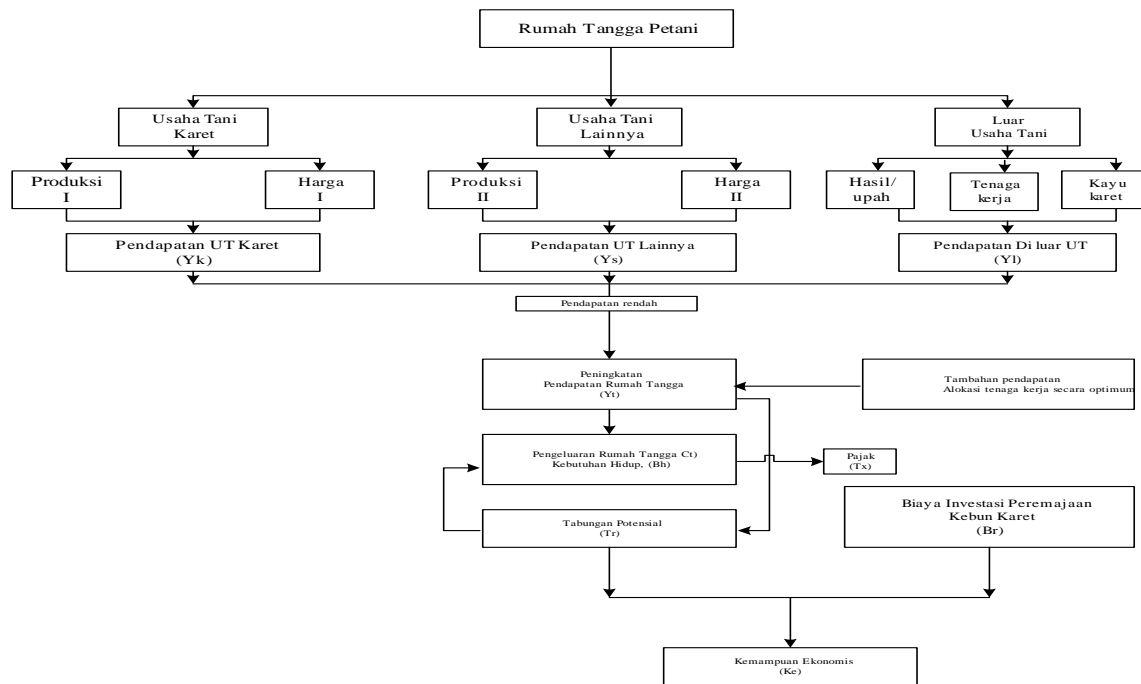 Rumah Tangga Petani
Usaha Tani
Karet
Usaha Tani
Lainnya
Luar
Usaha Tani
Produksi
I
Harga
I
Produksi
II
Harga
II
Hasil/
upah
Tenaga
kerja
Kayu
karet
Pendapatan UT Karet
(Yk)
Pendapatan UT Lainnya
(Ys)
Pendapatan Di luar UT
(Yl)
Pendapatan rendah
Peningkatan
Pendapatan Rumah Tangga
(Yt)
Tambahan pendapatan
Alokasi tenaga kerja secara optimum
Pengeluaran Rumah Tangga Ct)
Kebutuhan Hidup, (Bh)
Pajak
(Tx)
Biaya Investasi Peremajaan
Kebun Karet
(Br)
Tabungan Potensial
(Tr)
Kemampuan Ekonomis
(Ke)